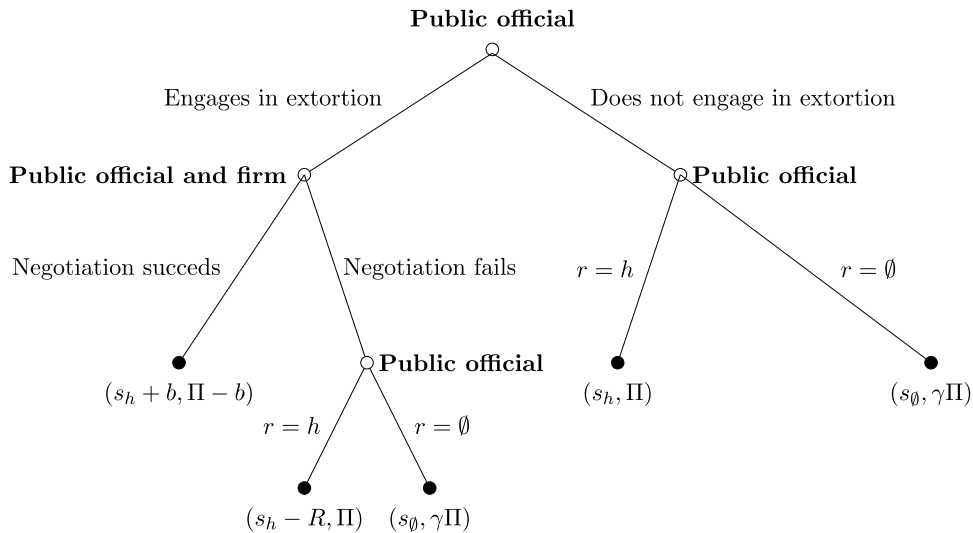 Public official
Engages in extortion
Does not engage in extortion
Public official and firm
Public official
Negotiation succeds
Negotiation fails
r = h
r = ∅
Public official
(s_h + b, Π − b)
(s_h, Π)
(s_∅, γΠ)
r = h
r = ∅
(s_h − R, Π)
(s_∅, γΠ)